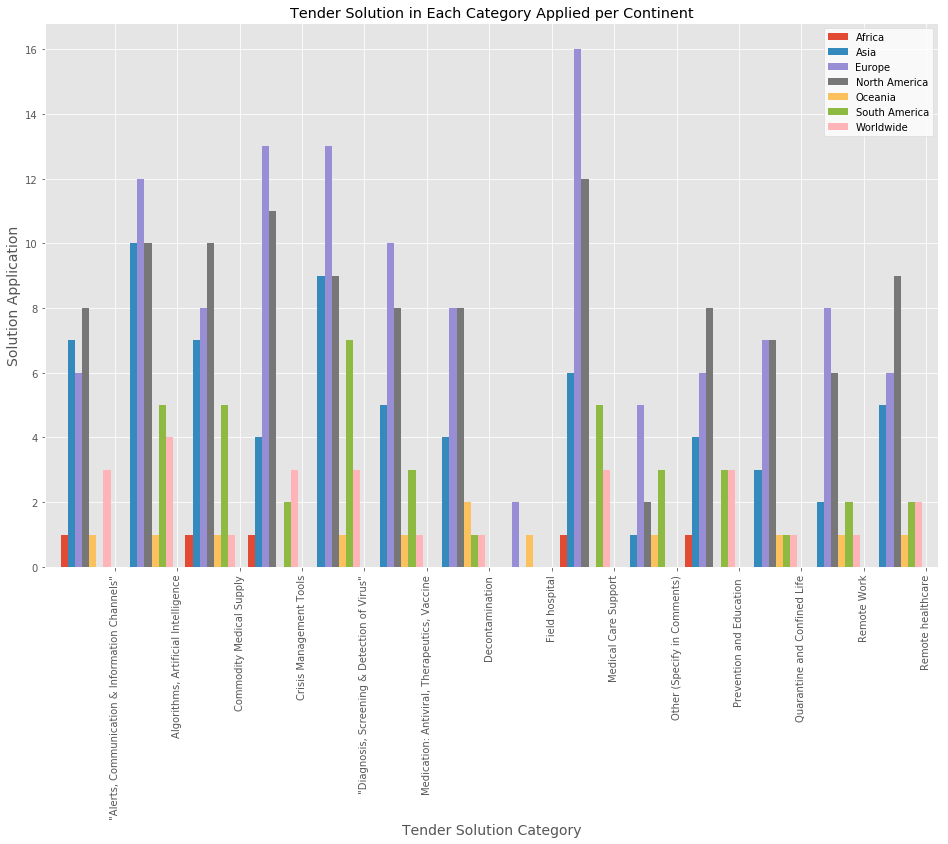 Tender Solution in Each Category Applied per Continent
Africa
Asia
Europe
North America
Oceania
South America
Worldwide
Solution Application
16
14
12
10
8
6
4
2
0
"Alerts, Communication & Information Channels"
Algorithms, Artificial Intelligence
Commodity Medical Supply
Crisis Management Tools
"Diagnosis, Screening & Detection of Virus"
Medication: Antiviral, Therapeutics, Vaccine
Decontamination
Field hospital
Medical Care Support
Other (Specify in Comments)
Prevention and Education
Quarantine and Confined Life
Remote Work
Remote healthcare
Tender Solution Category